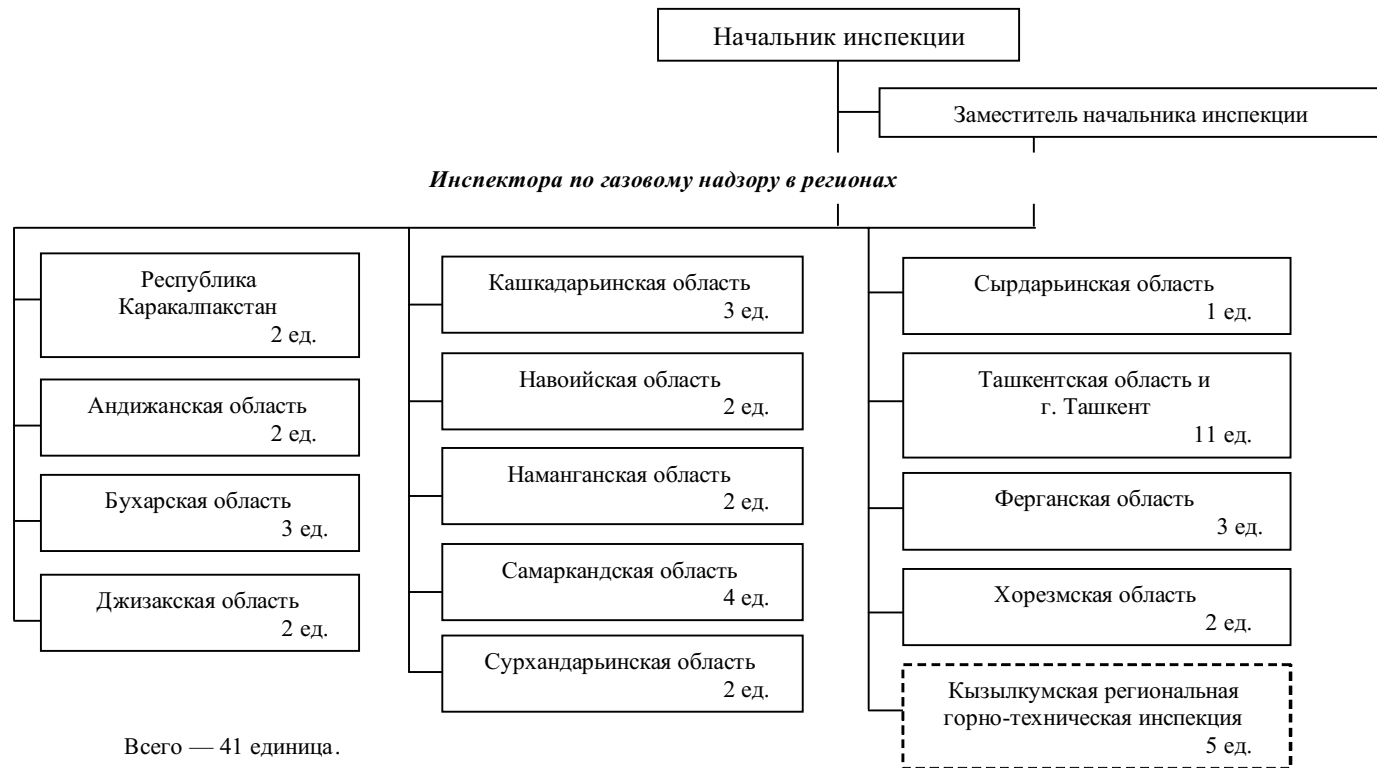 Начальник инспекции
Заместитель начальника инспекции
Инспектора по газовому надзору в регионах
Республика
Каракалпакстан
2 ед.
Андижанская область
2 ед.
Бухарская область
3 ед.
Джизакская область
2 ед.
Кашкадарьинская область
3 ед.
Навоийская область
2 ед.
Наманганская область
2 ед.
Самаркандская область
4 ед.
Сурхандарьинская область
2 ед.
Сырдарьинская область
1 ед.
Ташкентская область и
г. Ташкент
11 ед.
Ферганская область
3 ед.
Хорезмская область
2 ед.
Кызылкумская региональная
горно-техническая инспекция
5 ед.
Всего — 41 единица.